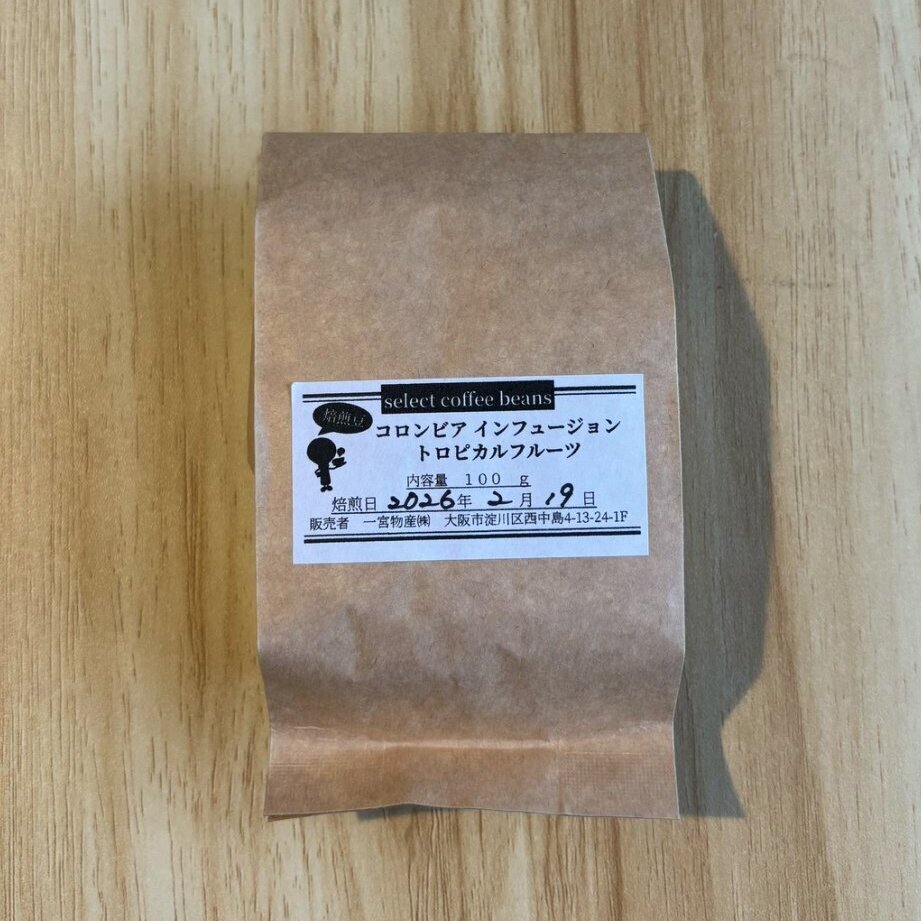 select coffee beans
焙煎豆
コロンビア インフュージョン
トロピカルフルーツ
内容量 100 g
焙煎日 2026年 2月 19日
販売者 一宮物産㈱ 大阪市淀川区西中島4-13-24-1F